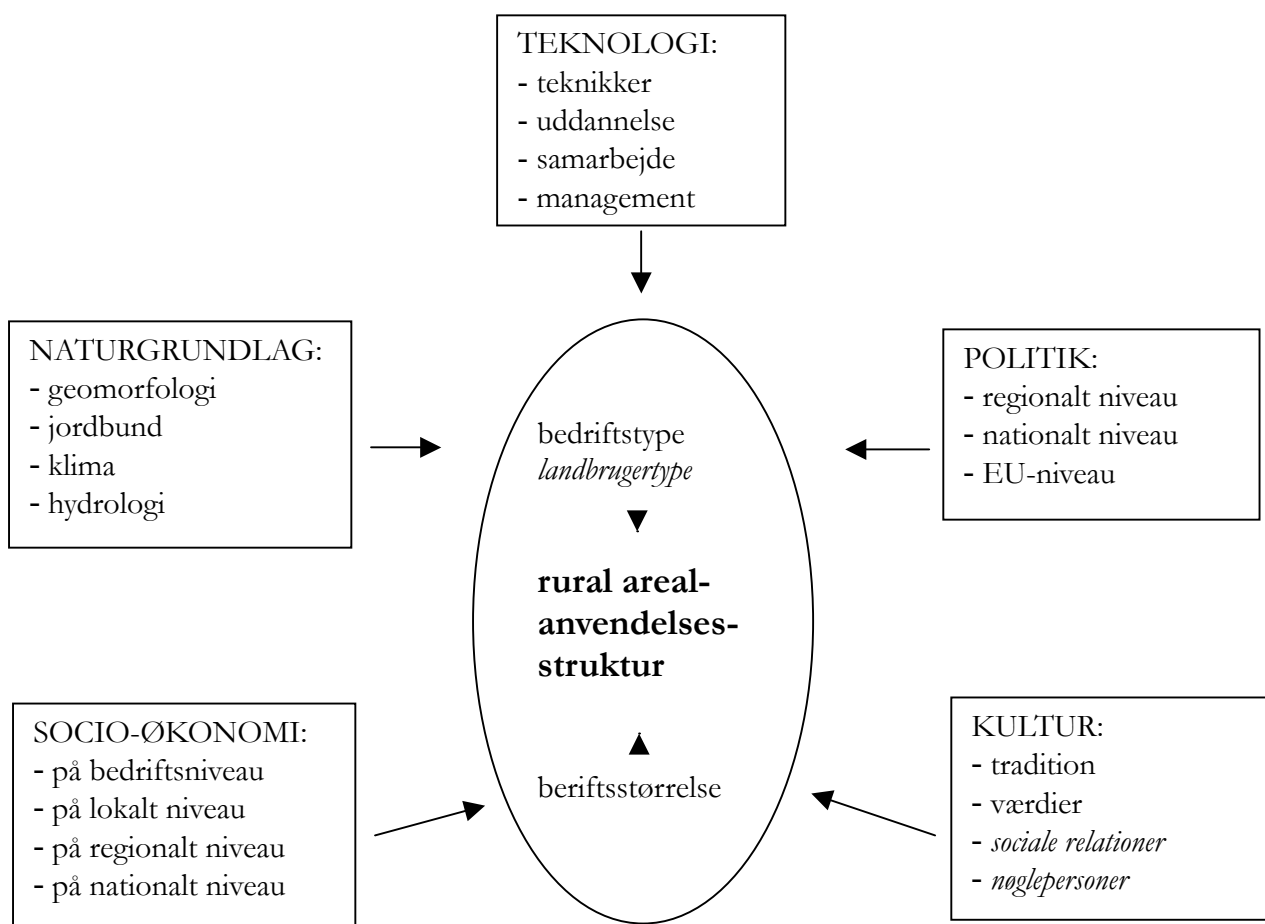 TEKNOLOGI:
- teknikker
- uddannelse
- samarbejde
- management
NATURGRUNDLAG:
- geomorfologi
- jordbund
- klima
- hydrologi
POLITIK:
- regionalt niveau
- nationalt niveau
- EU-niveau
bedriftstype
landbrugertype
rural areal-
anvendelses-
struktur
beriftsstørrelse
SOCIO-ØKONOMI:
- på bedriftsniveau
- på lokalt niveau
- på regionalt niveau
- på nationalt niveau
KULTUR:
- tradition
- værdier
- sociale relationer
- nøglepersoner